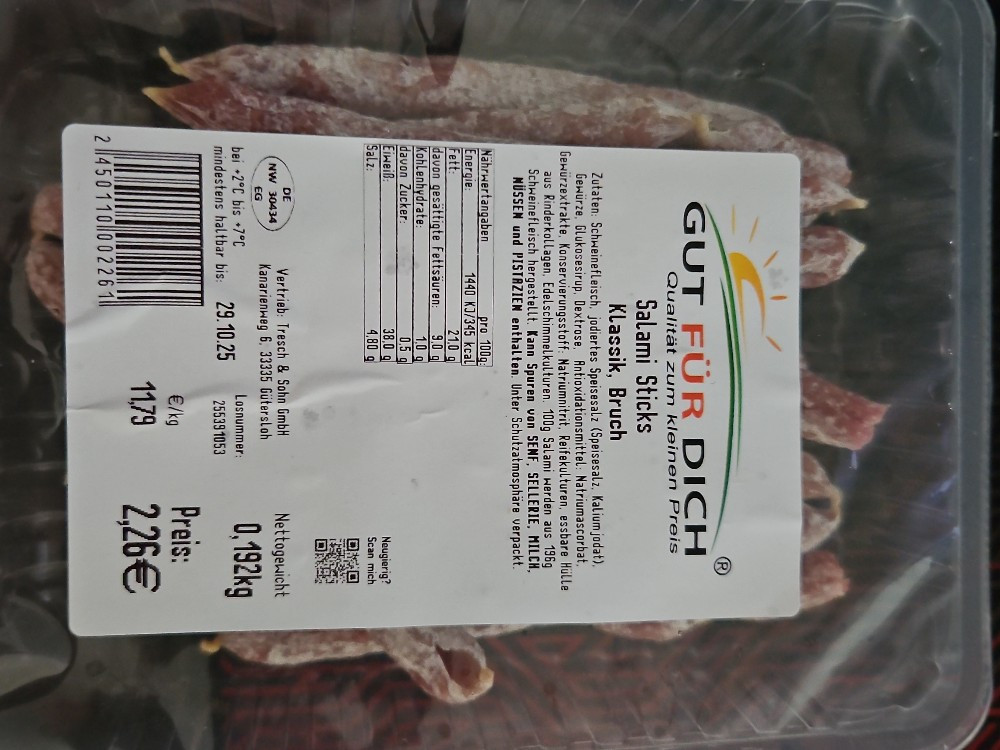 GUT FÜR DICH ®
Qualität zum kleinen Preis
Salami Sticks
Klassik, Bruch
Zutaten: Schweinefleisch, jodiertes Speisesalz (Speisesalz, Kaliumjodat),
Gewürze, Glukosesirup, Dextrose, Antioxidationsmittel: Natriumascorbat,
Gewürzextrakte, Konservierungsstoff: Natriumnitrit, Reifekulturen, essbare Hülle
aus Rinderkollagen, Edelschimmelkulturen. 100g Salami werden aus 196g
Schweinefleisch hergestellt. Kann Spuren von SENF, SELLERIE, MILCH,
NÜSSEN und PISTAZIEN enthalten. Unter Schutzatmosphäre verpackt.
Nährwertangaben pro 100g:
Energie: 1440 KJ/345 kcal
Fett: 21,0 g
davon gesättigte Fettsäuren: 9,0 g
Kohlenhydrate: 1,0 g
davon Zucker: 0,5 g
Eiweiß: 38,0 g
Salz: 4,80 g
Neugierig?
Scan mich
DE
NW 30434
EG
Vertrieb: Tresch & Sohn GmbH
Kanarienweg 6, 33335 Gütersloh
Nettogewicht
0,192kg
bei +2°C bis +7°C
mindestens haltbar bis: 29.10.25
Losnummer:
255391053
€/kg
11,79
Preis:
2,26€
2 450110 002261